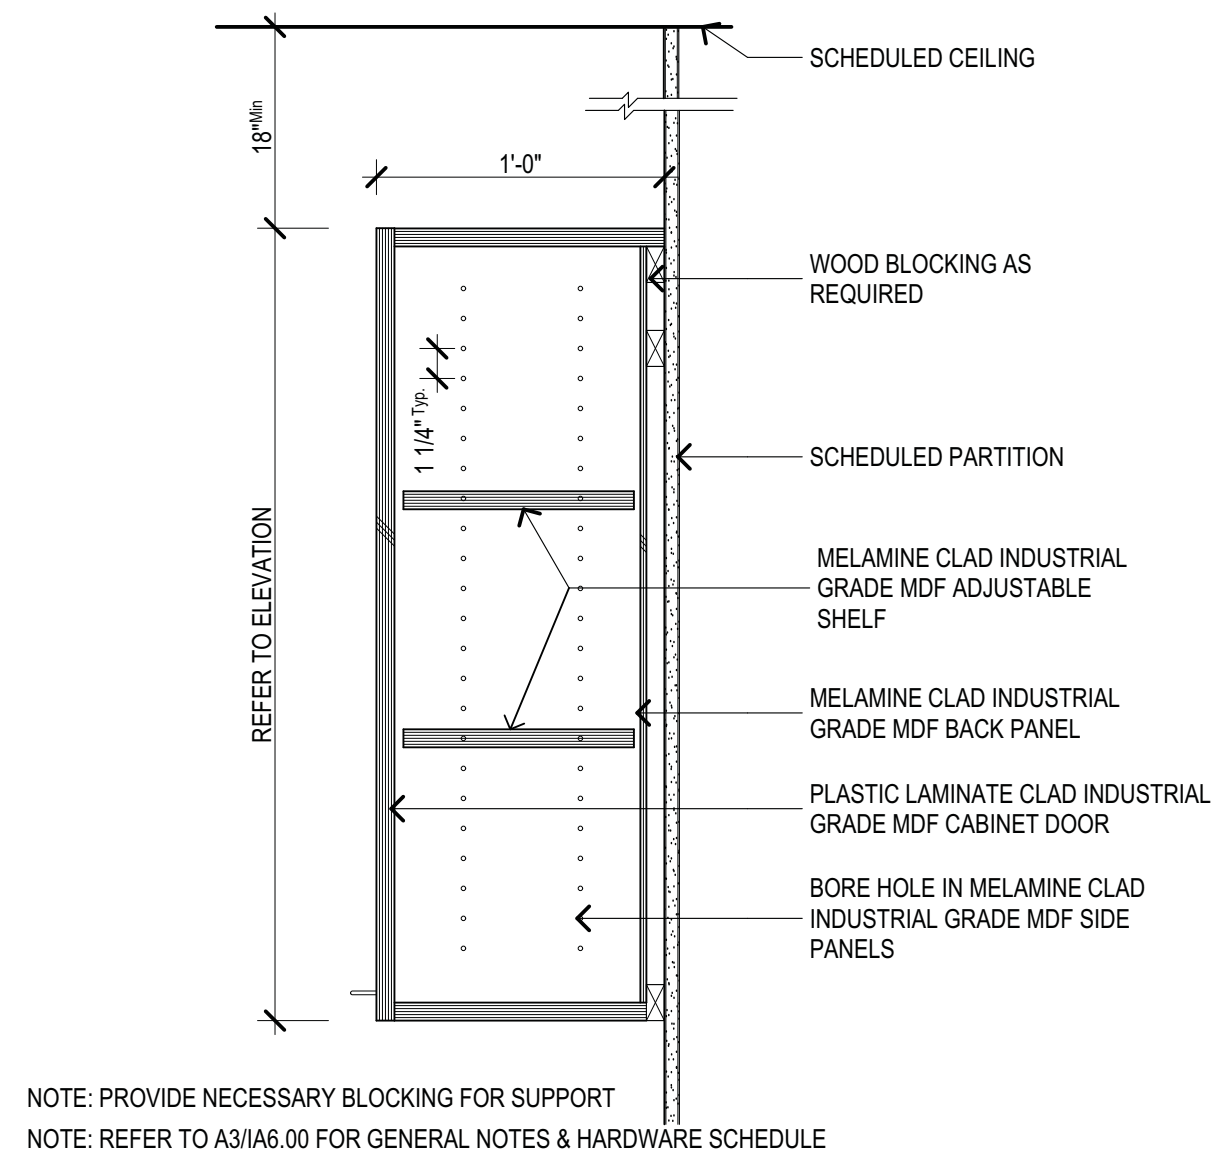 SCHEDULED CEILING
18"Min
1'-0"
WOOD BLOCKING AS
REQUIRED
1 1/4" Typ.
SCHEDULED PARTITION
REFER TO ELEVATION
MELAMINE CLAD INDUSTRIAL
GRADE MDF ADJUSTABLE
SHELF
MELAMINE CLAD INDUSTRIAL
GRADE MDF BACK PANEL
PLASTIC LAMINATE CLAD INDUSTRIAL
GRADE MDF CABINET DOOR
BORE HOLE IN MELAMINE CLAD
INDUSTRIAL GRADE MDF SIDE
PANELS
NOTE: PROVIDE NECESSARY BLOCKING FOR SUPPORT
NOTE: REFER TO A3/IA6.00 FOR GENERAL NOTES & HARDWARE SCHEDULE